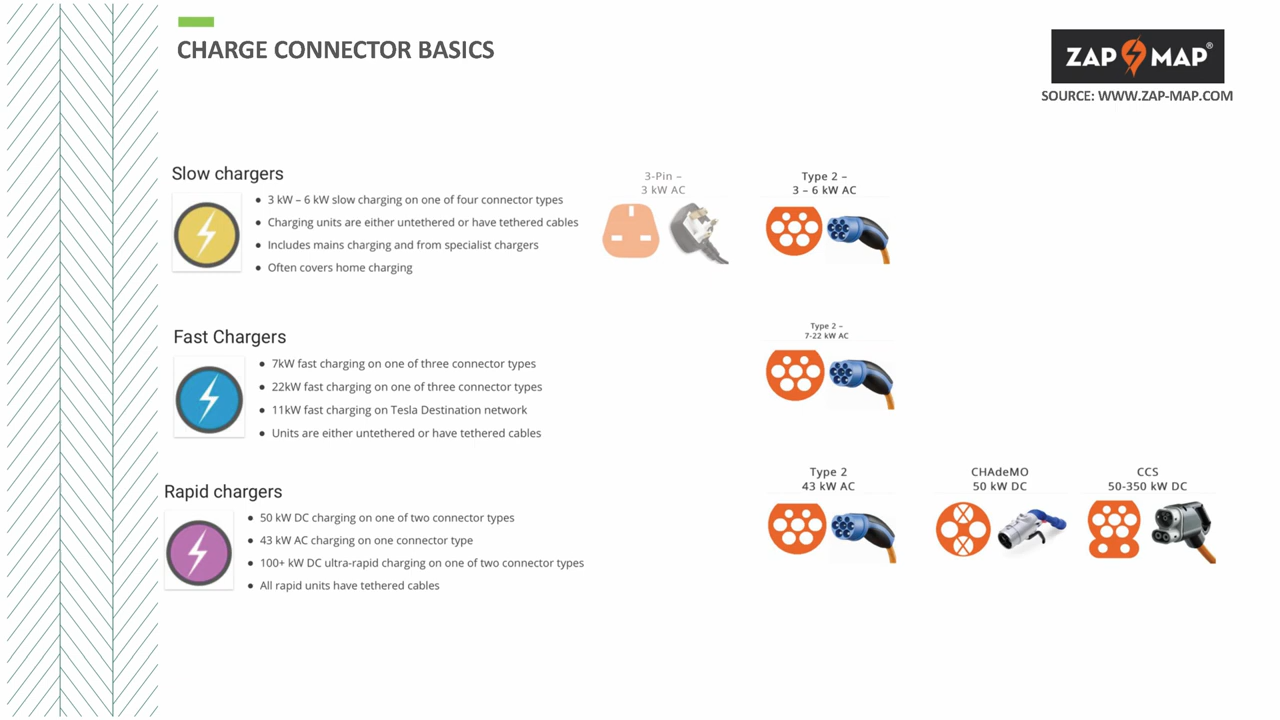 CHARGE CONNECTOR BASICS
ZAP MAP®
SOURCE: WWW.ZAP-MAP.COM
Slow chargers
● 3 kW – 6 kW slow charging on one of four connector types
● Charging units are either untethered or have tethered cables
● Includes mains charging and from specialist chargers
● Often covers home charging
3-Pin –
3 kW AC
Type 2 –
3 – 6 kW AC
Fast Chargers
● 7kW fast charging on one of three connector types
● 22kW fast charging on one of three connector types
● 11kW fast charging on Tesla Destination network
● Units are either untethered or have tethered cables
Type 2 –
7-22 kW AC
Rapid chargers
● 50 kW DC charging on one of two connector types
● 43 kW AC charging on one connector type
● 100+ kW DC ultra-rapid charging on one of two connector types
● All rapid units have tethered cables
Type 2
43 kW AC
CHAdeMO
50 kW DC
CCS
50-350 kW DC